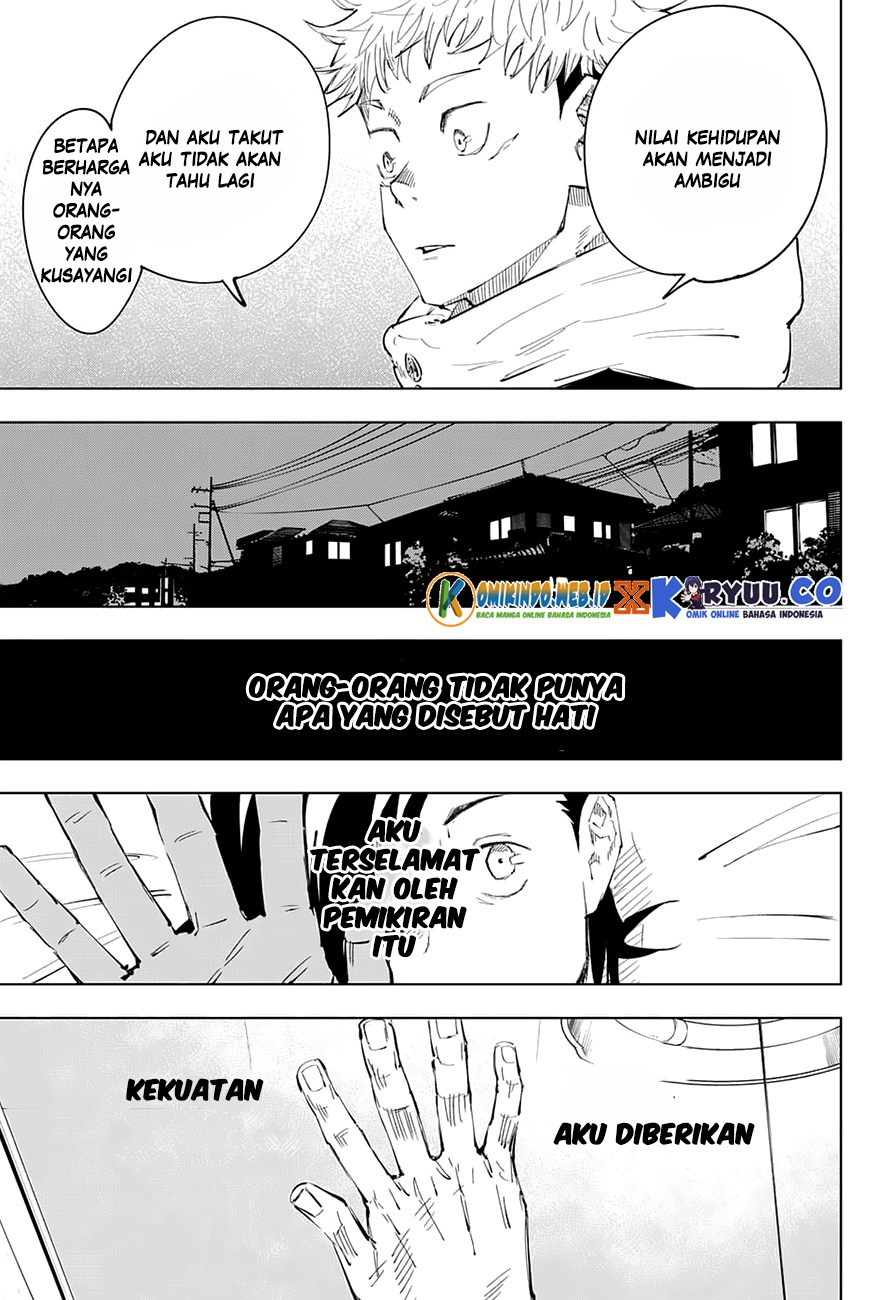 NILAI KEHIDUPAN
AKAN MENJADI
AMBIGU
DAN AKU TAKUT
AKU TIDAK AKAN
TAHU LAGI
BETAPA
BERHARGA
NYA
ORANG-
ORANG
YANG
KUSAYANGI
KOMIKINDO.WEB.ID
BACA MANGA ONLINE BAHASA INDONESIA
X
KIRYUU.CO
OMIK ONLINE BAHASA INDONESIA
ORANG-ORANG TIDAK PUNYA
APA YANG DISEBUT HATI
AKU
TERSELAMAT
KAN OLEH
PEMIKIRAN
ITU
AKU DIBERIKAN
KEKUATAN